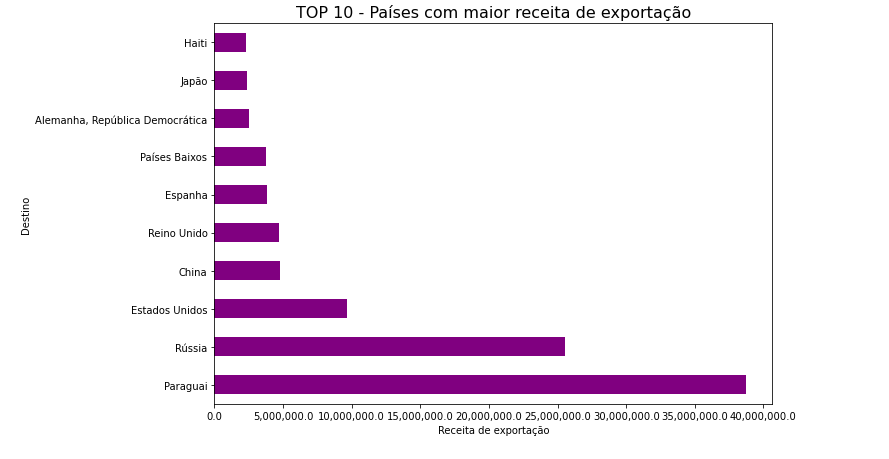 TOP 10 - Países com maior receita de exportação
Haiti
Japão
Alemanha, República Democrática
Países Baixos
Espanha
Reino Unido
China
Estados Unidos
Rússia
Paraguai
Destino
0.0 5,000,000.0 10,000,000.0 15,000,000.0 20,000,000.0 25,000,000.0 30,000,000.0 35,000,000.0 40,000,000.0
Receita de exportação